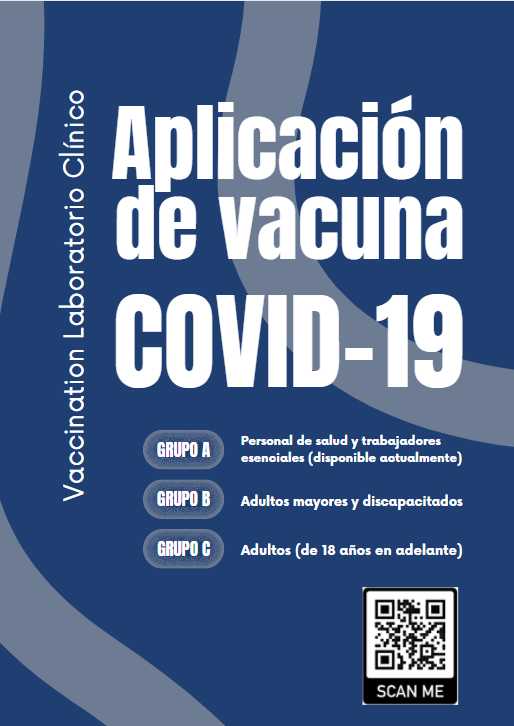 Vaccination Laboratorio Clínico
Aplicación
de vacuna
COVID-19
GRUPO A
Personal de salud y trabajadores
esenciales (disponible actualmente)
GRUPO B
Adultos mayores y discapacitados
GRUPO C
Adultos (de 18 años en adelante)
SCAN ME